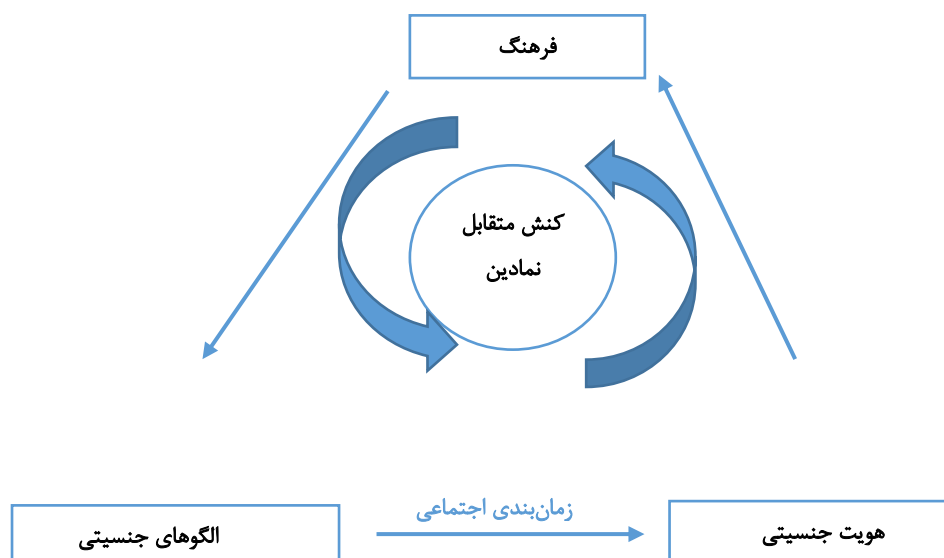 فرهنگ
کنش متقابل
نمادین
زمان‌بندی اجتماعی
هویت جنسیتی
الگوهای جنسیتی